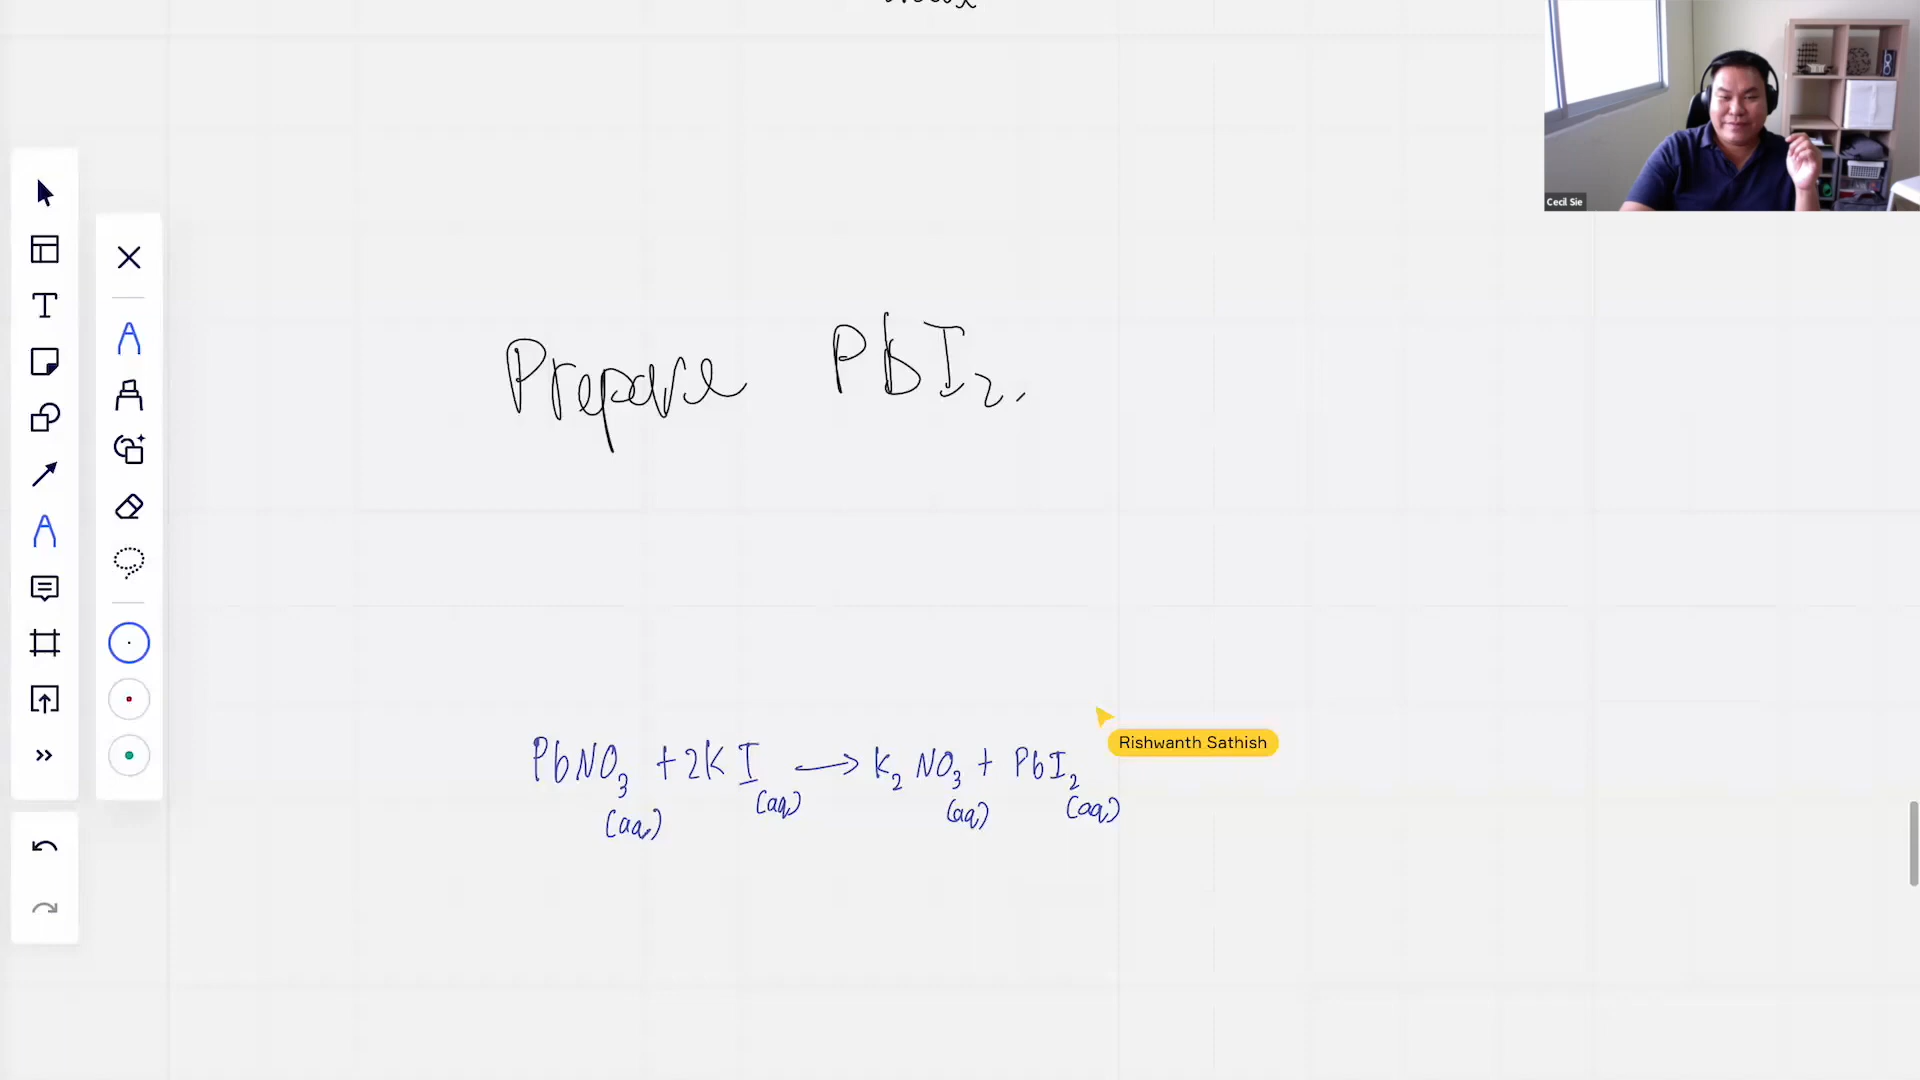 Cecil Sie
Prepare PbI₂.
Rishwanth Sathish
PbNO₃ + 2KI ⟶ K₂NO₃ + PbI₂
(aq) (aq) (aq) (aq)